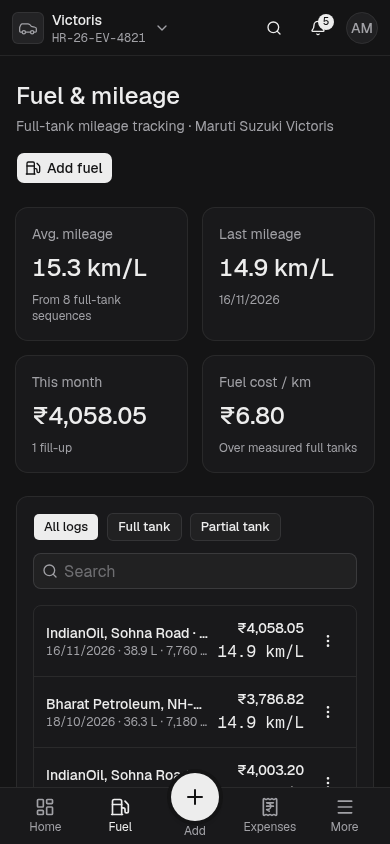 Victoris
HR-26-EV-4821
5
AM
Fuel & mileage
Full-tank mileage tracking · Maruti Suzuki Victoris
Add fuel
Avg. mileage
15.3 km/L
From 8 full-tank
sequences
Last mileage
14.9 km/L
16/11/2026
This month
₹4,058.05
1 fill-up
Fuel cost / km
₹6.80
Over measured full tanks
All logs
Full tank
Partial tank
Search
IndianOil, Sohna Road · ...
₹4,058.05
16/11/2026 · 38.9 L · 7,760 ...
14.9 km/L
Bharat Petroleum, NH-...
₹3,786.82
18/10/2026 · 36.3 L · 7,180 ...
14.9 km/L
IndianOil, Sohna Roa
₹4,003.20
Home
Fuel
Add
Expenses
More